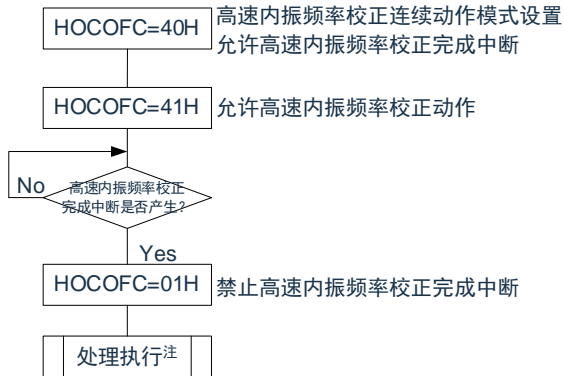 HOCOFC=40H
高速内振频率校正连续动作模式设置
允许高速内振频率校正完成中断
HOCOFC=41H
允许高速内振频率校正动作
No
高速内振频率校正
完成中断是否产生?
Yes
HOCOFC=01H
禁止高速内振频率校正完成中断
处理执行注